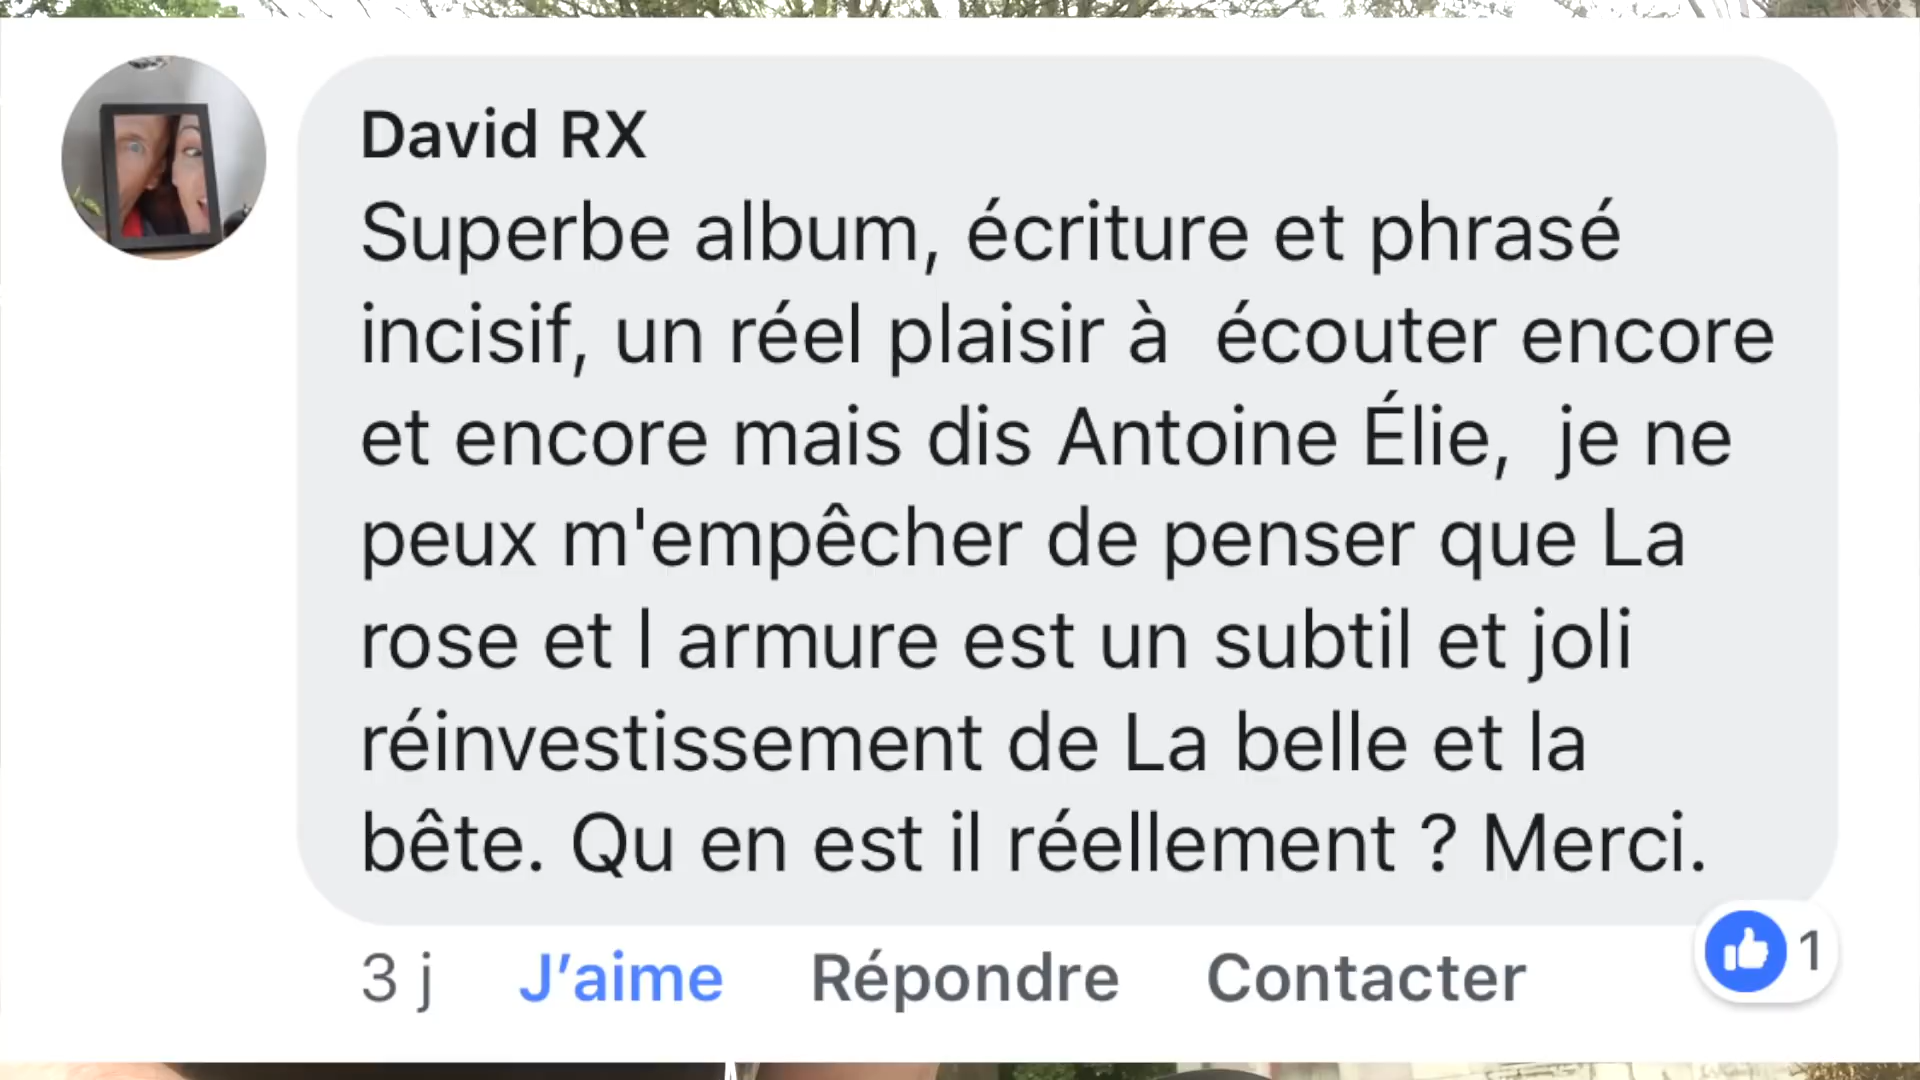 David RX
Superbe album, écriture et phrasé
incisif, un réel plaisir à  écouter encore
et encore mais dis Antoine Élie,  je ne
peux m'empêcher de penser que La
rose et l armure est un subtil et joli
réinvestissement de La belle et la
bête. Qu en est il réellement ? Merci.
3 j J’aime Répondre Contacter 1